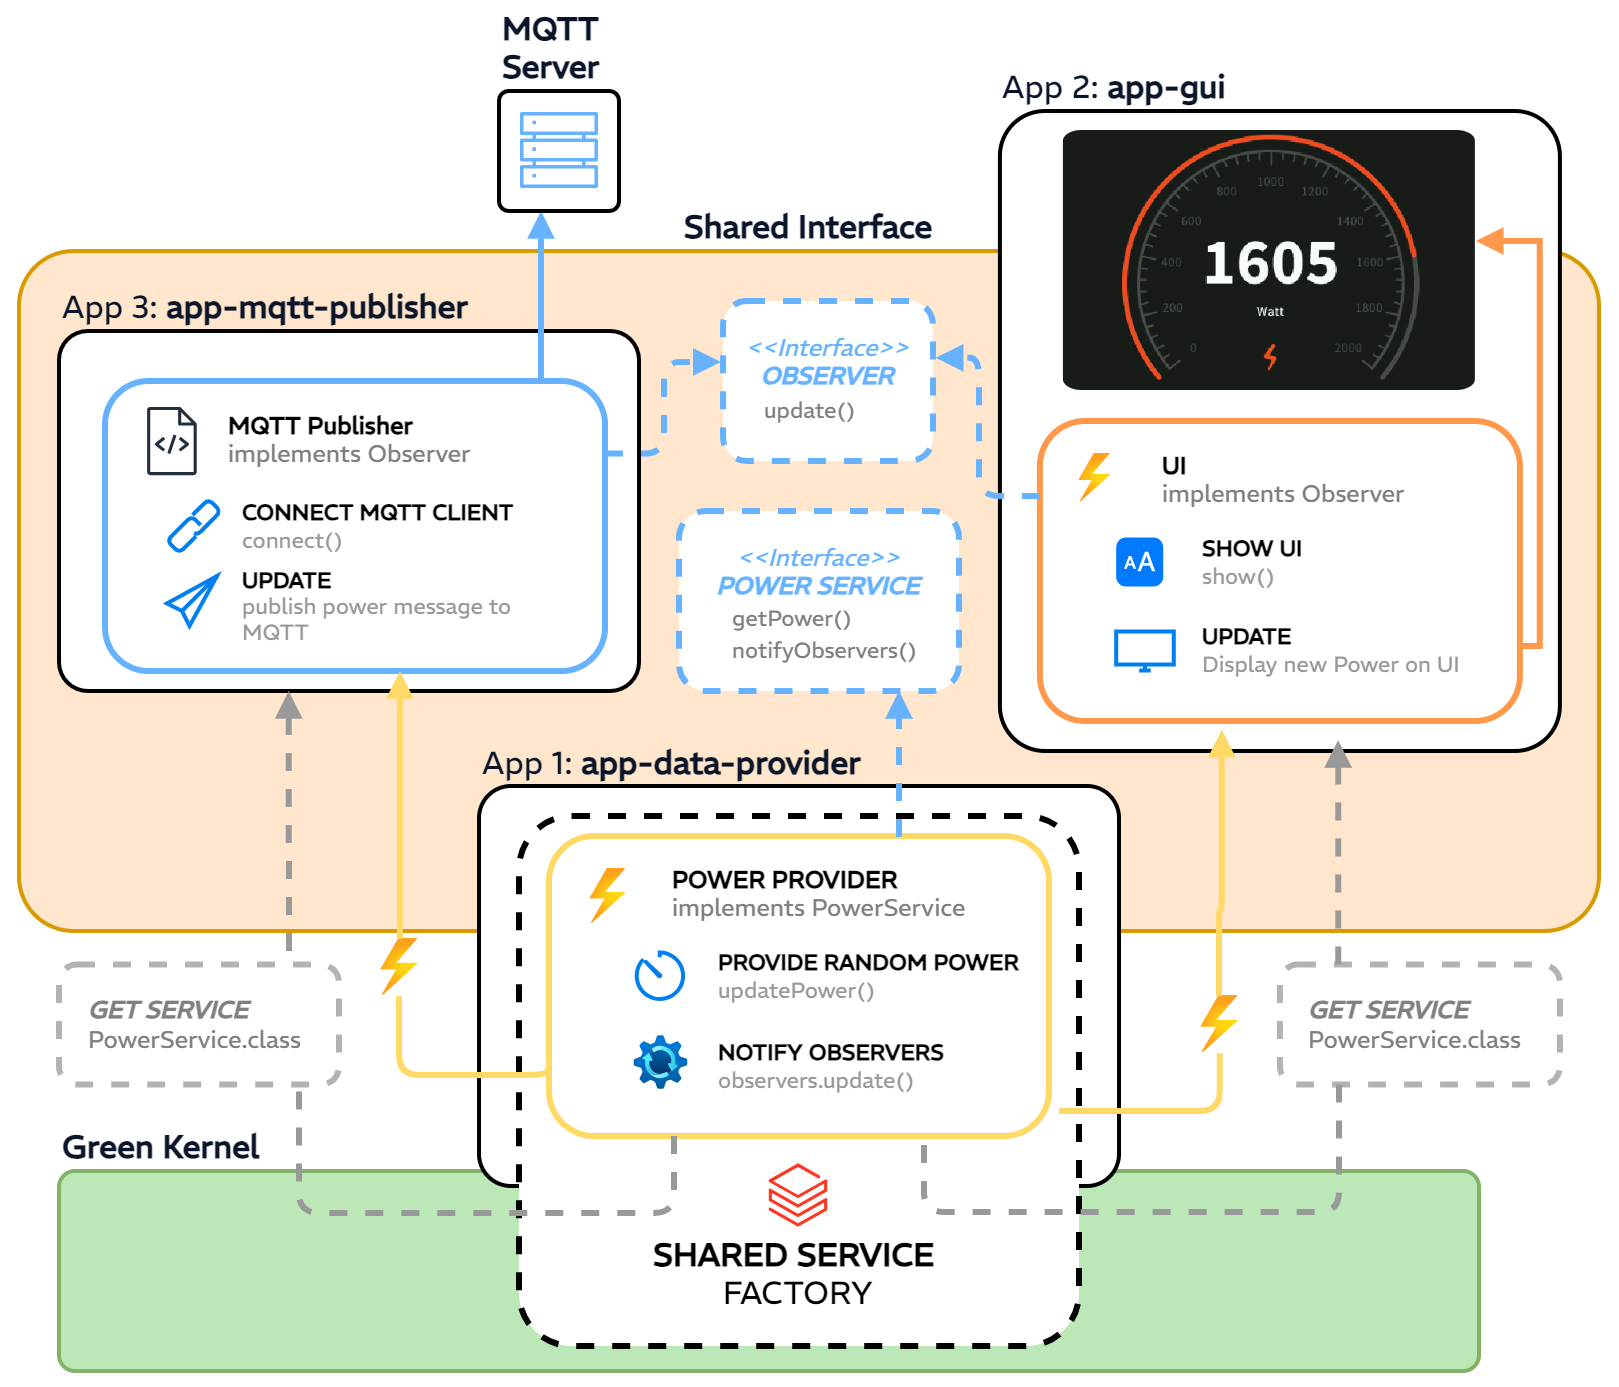 MQTT
Server
App 2: app-gui
800
1000
1200
600
1400
400
1605
1600
200
Watt
1800
0
2000
Shared Interface
App 3: app-mqtt-publisher
<<Interface>>
OBSERVER
update()
MQTT Publisher
implements Observer
CONNECT MQTT CLIENT
connect()
UPDATE
publish power message to
MQTT
UI
implements Observer
AA
SHOW UI
show()
UPDATE
Display new Power on UI
<<Interface>>
POWER SERVICE
getPower()
notifyObservers()
App 1: app-data-provider
POWER PROVIDER
implements PowerService
PROVIDE RANDOM POWER
updatePower()
NOTIFY OBSERVERS
observers.update()
GET SERVICE
PowerService.class
GET SERVICE
PowerService.class
Green Kernel
SHARED SERVICE
FACTORY